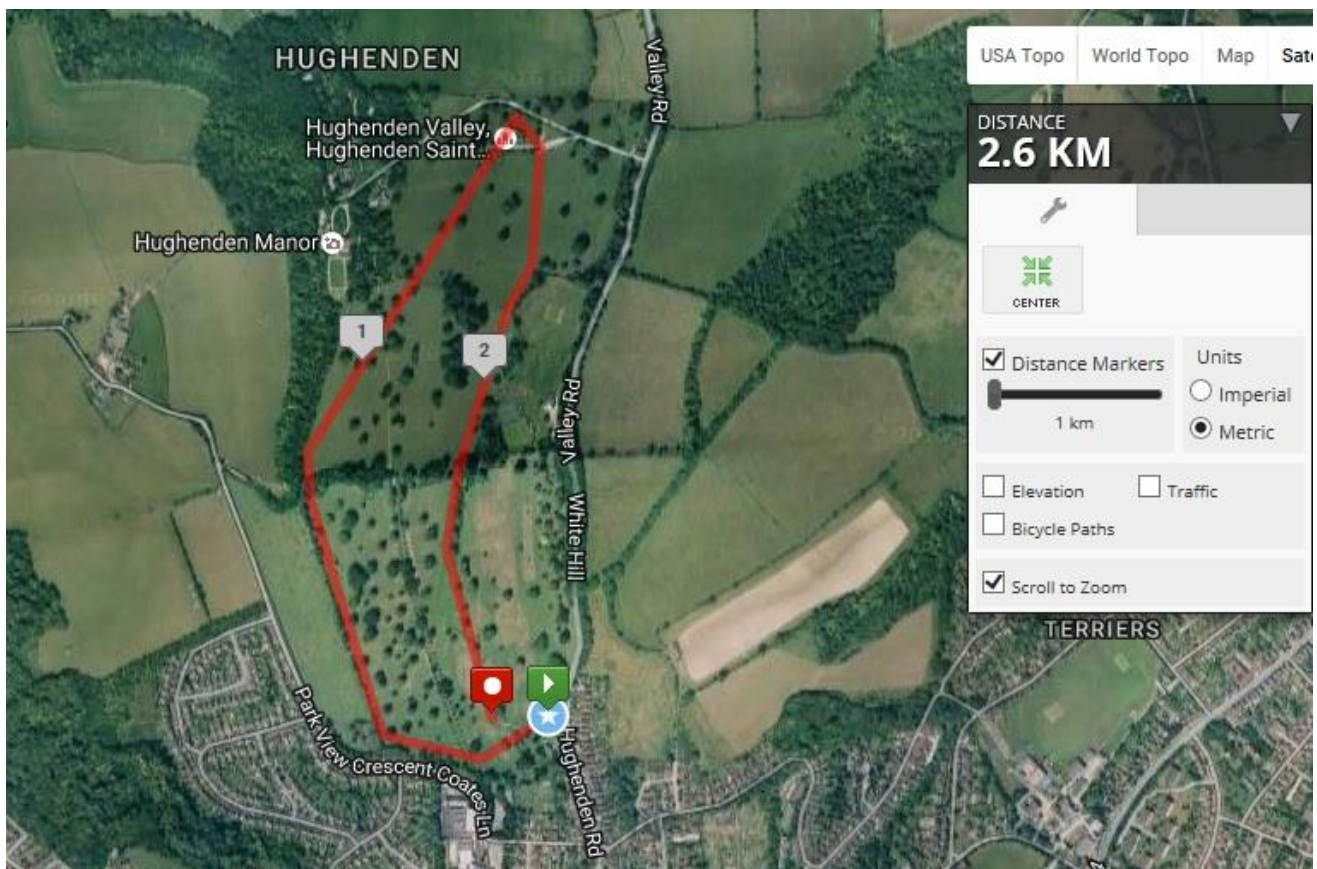 HUGHENDEN
Valley Rd
Hughenden Valley,
Hughenden Saint...
Hughenden Manor
1
2
Valley Rd
White Hill
Park View Crescent
Coates Ln
Hughenden Rd
TERRIERS
USA Topo
World Topo
Map
DISTANCE
2.6 KM
CENTER
Distance Markers
1 km
Units
Imperial
Metric
Elevation
Traffic
Bicycle Paths
Scroll to Zoom